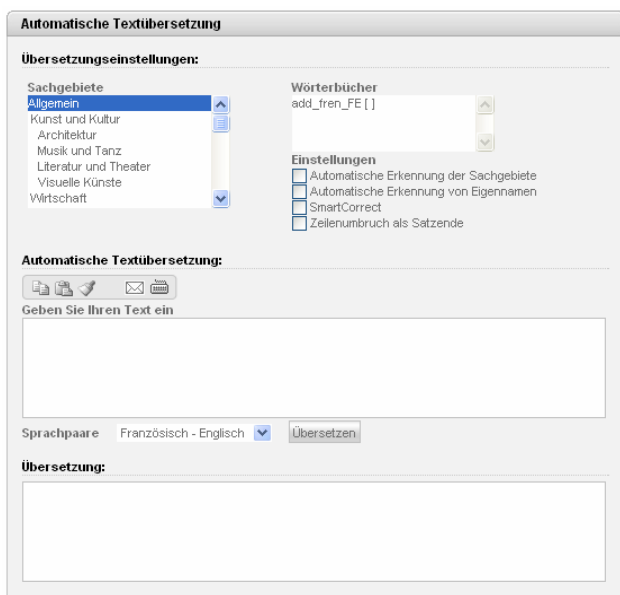 Automatische Textübersetzung
Übersetzungseinstellungen:
Sachgebiete
Allgemein
Kunst und Kultur
Architektur
Musik und Tanz
Literatur und Theater
Visuelle Künste
Wirtschaft
Wörterbücher
add_fren_FE [ ]
Einstellungen
Automatische Erkennung der Sachgebiete
Automatische Erkennung von Eigennamen
SmartCorrect
Zeilenumbruch als Satzende
Automatische Textübersetzung:
Geben Sie Ihren Text ein
Sprachpaare Französisch - Englisch Übersetzen
Übersetzung: